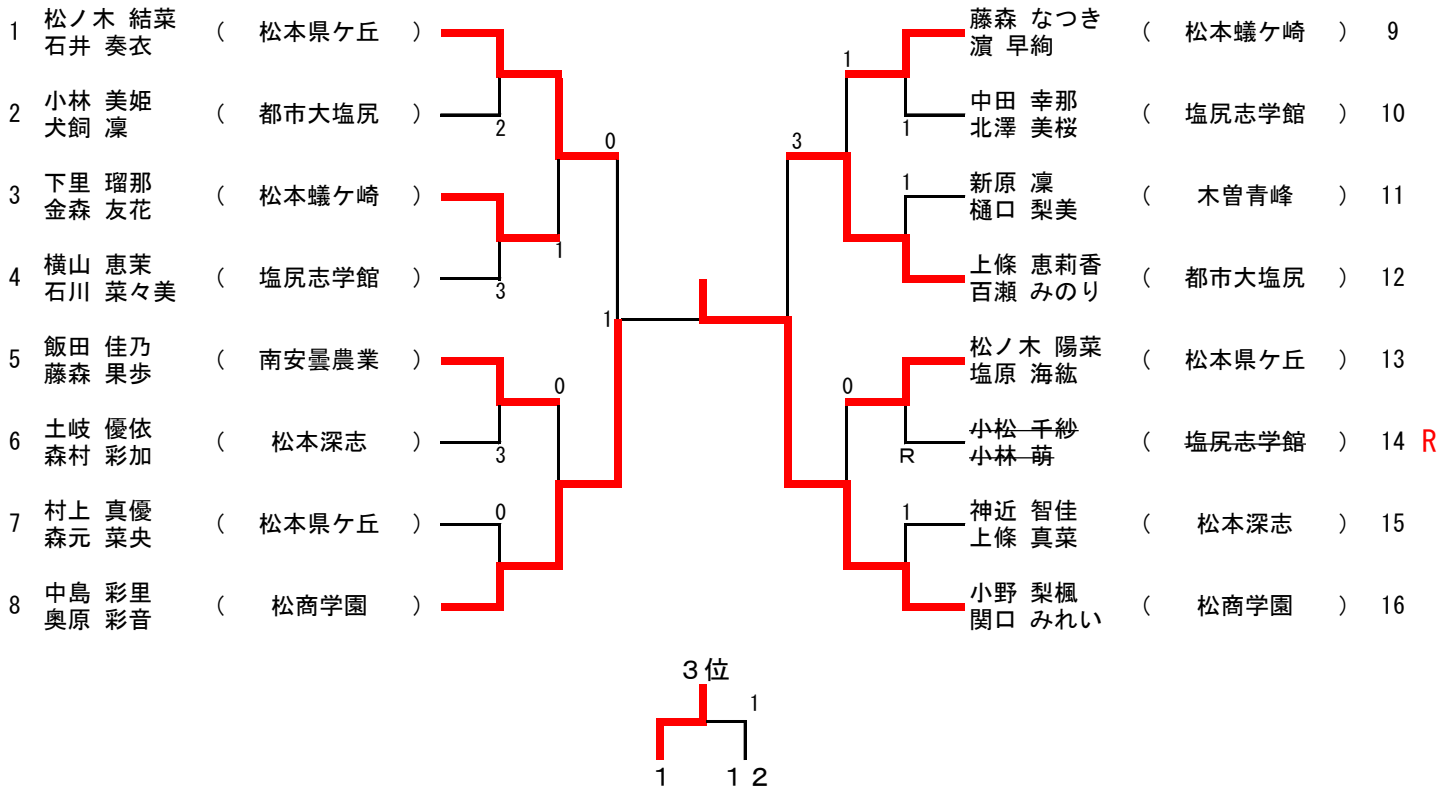 1 松ノ木 結菜
石井 奏衣 （ 松本県ケ丘 ）
2 小林 美姫
犬飼 凜 （ 都市大塩尻 ）
3 下里 瑠那
金森 友花 （ 松本蟻ケ崎 ）
4 横山 恵茉
石川 菜々美 （ 塩尻志学館 ）
5 飯田 佳乃
藤森 果歩 （ 南安曇農業 ）
6 土岐 優依
森村 彩加 （ 松本深志 ）
7 村上 真優
森元 菜央 （ 松本県ケ丘 ）
8 中島 彩里
奥原 彩音 （ 松商学園 ）
2
1
3
0
3
0
0
1
藤森 なつき
濵 早絢 （ 松本蟻ケ崎 ） 9
中田 幸那
北澤 美桜 （ 塩尻志学館 ） 10
新原 凜
樋口 梨美 （ 木曽青峰 ） 11
上條 恵莉香
百瀬 みのり （ 都市大塩尻 ） 12
松ノ木 陽菜
塩原 海紘 （ 松本県ケ丘 ） 13
小松 千紗
小林 萌 （ 塩尻志学館 ） 14 R
神近 智佳
上條 真菜 （ 松本深志 ） 15
小野 梨楓
関口 みれい （ 松商学園 ） 16
1
1
3
1
0
R
1
３位
1
1 12